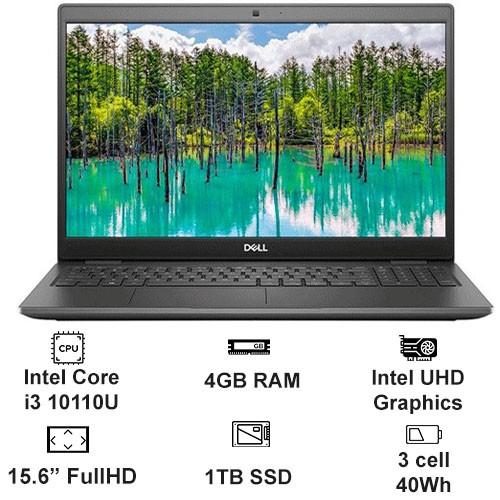 DELL
CPU
GB
Intel Core
i3 10110U
4GB RAM
Intel UHD
Graphics
15.6” FullHD
1TB SSD
3 cell
40Wh